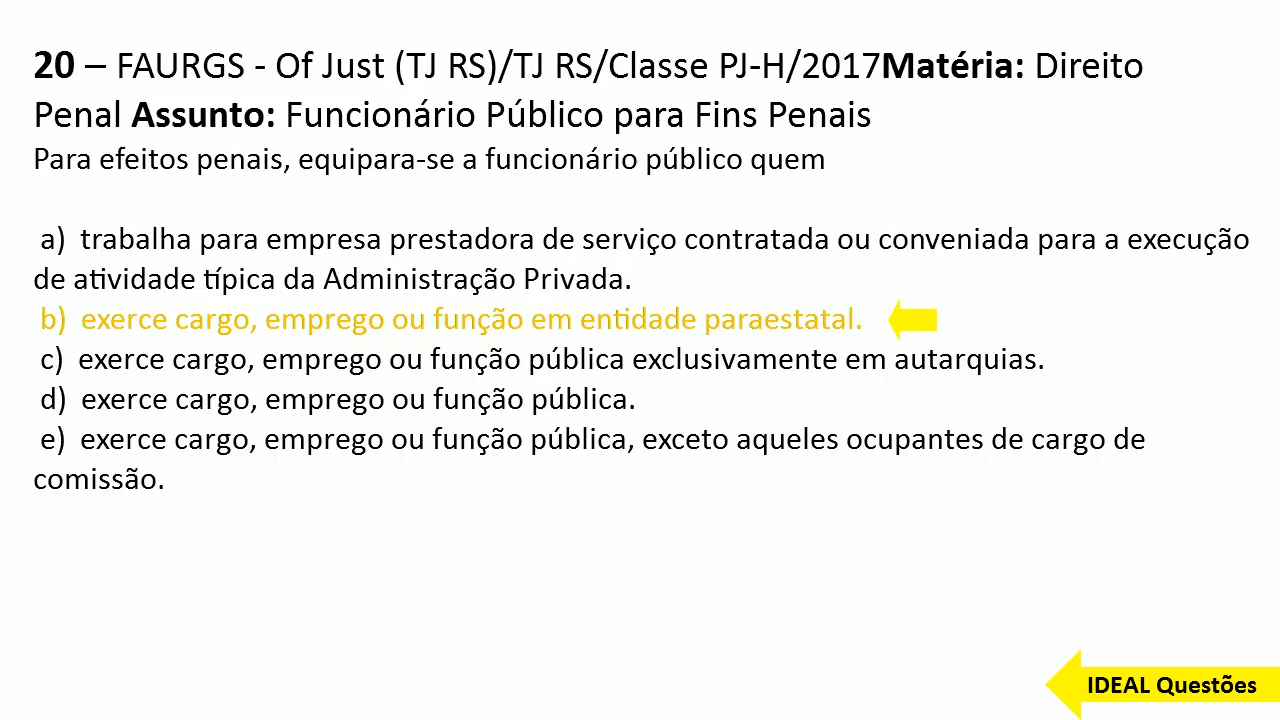 20 – FAURGS - Of Just (TJ RS)/TJ RS/Classe PJ-H/2017Matéria: Direito
Penal Assunto: Funcionário Público para Fins Penais
Para efeitos penais, equipara-se a funcionário público quem
a) trabalha para empresa prestadora de serviço contratada ou conveniada para a execução
de atividade típica da Administração Privada.
b) exerce cargo, emprego ou função em entidade paraestatal.
c) exerce cargo, emprego ou função pública exclusivamente em autarquias.
d) exerce cargo, emprego ou função pública.
e) exerce cargo, emprego ou função pública, exceto aqueles ocupantes de cargo de
comissão.
IDEAL Questões